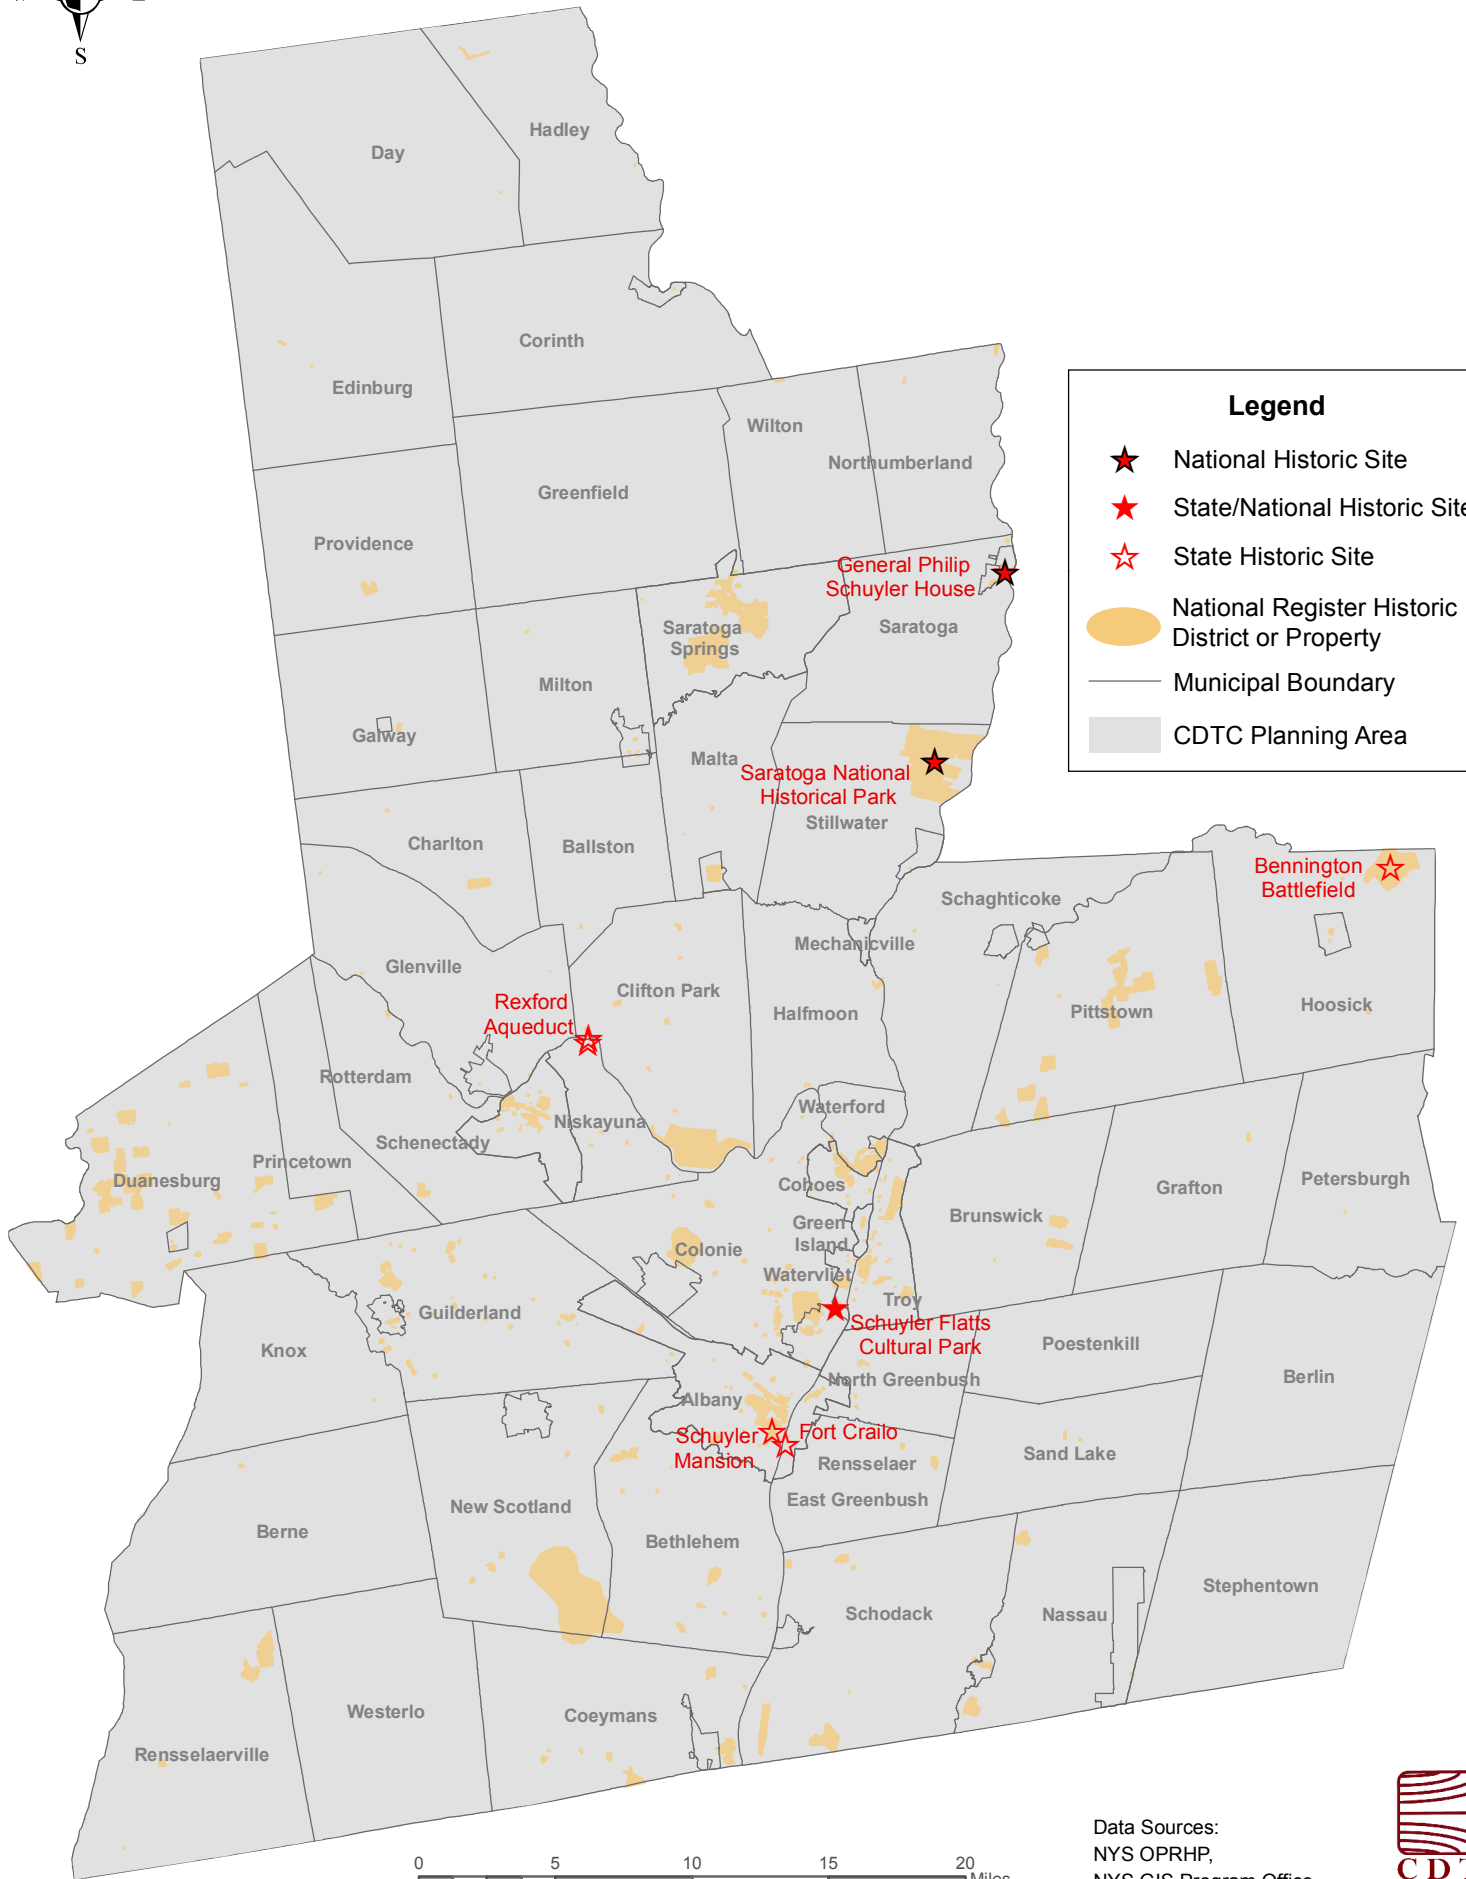 S
Hadley
Day
Corinth
Edinburg
Wilton
Northumberland
Greenfield
Providence
General Philip
Schuyler House
Saratoga
Saratoga
Springs
Milton
Galway
Malta
Saratoga National
Historical Park
Stillwater
Charlton
Ballston
Bennington
Battlefield
Schaghticoke
Mechanicville
Glenville
Clifton Park
Rexford
Aqueduct
Halfmoon
Pittstown
Hoosick
Rotterdam
Waterford
Niskayuna
Schenectady
Princetown
Duanesburg
Cohoes
Grafton
Petersburgh
Brunswick
Green
Island
Colonie
Watervliet
Troy
Guilderland
Schuyler Flatts
Cultural Park
Knox
Poestenkill
Berlin
North Greenbush
Albany
Schuyler
Mansion
Fort Crailo
Rensselaer
Sand Lake
East Greenbush
New Scotland
Berne
Bethlehem
Stephentown
Schodack
Nassau
Westerlo
Coeymans
Rensselaerville
Legend
National Historic Site
State/National Historic Site
State Historic Site
National Register Historic
District or Property
Municipal Boundary
CDTC Planning Area
0 5 10 15 20
Miles
Data Sources:
NYS OPRHP,
NYS GIS Program Office
C D T